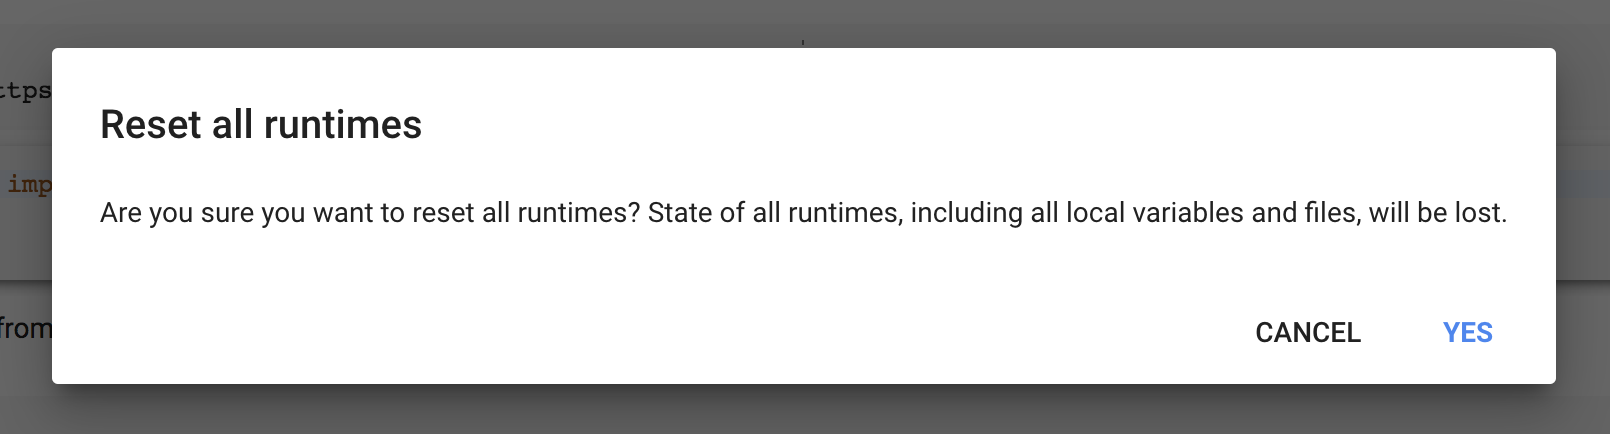 ttps
Reset all runtimes
imp
Are you sure you want to reset all runtimes? State of all runtimes, including all local variables and files, will be lost.
from
CANCEL
YES